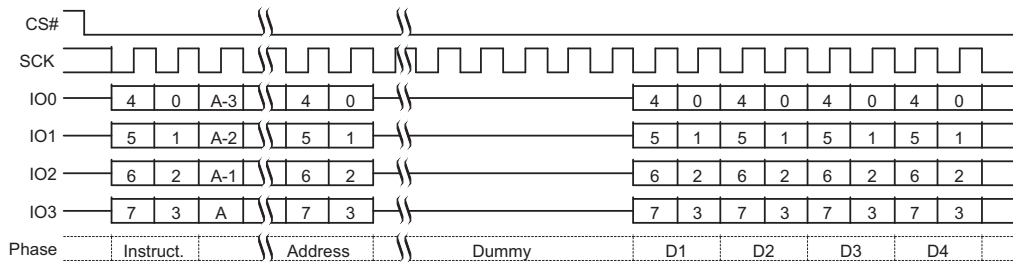 CS#
SCK
IO0 4 0 A-3 4 0 4 0 4 0 4 0 4 0
IO1 5 1 A-2 5 1 5 1 5 1 5 1 5 1
IO2 6 2 A-1 6 2 6 2 6 2 6 2 6 2
IO3 7 3 A 7 3 7 3 7 3 7 3 7 3
Phase Instruct. Address Dummy D1 D2 D3 D4